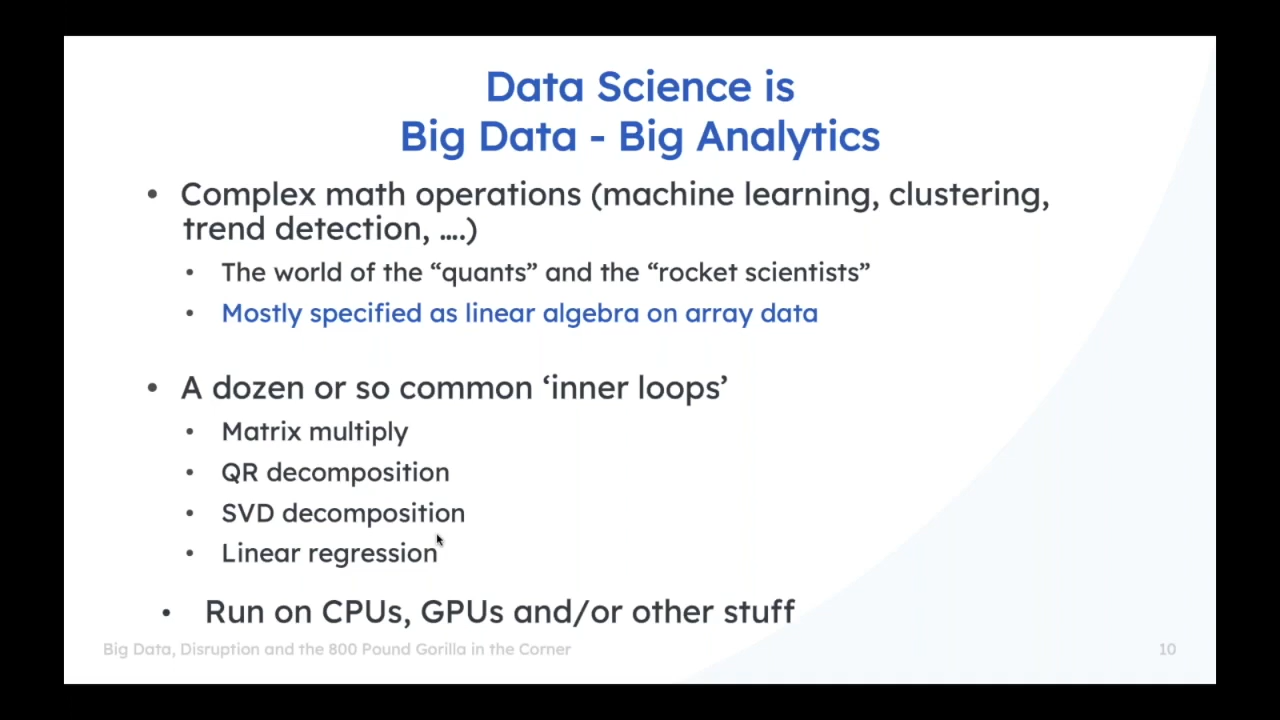 Data Science is
Big Data - Big Analytics
• Complex math operations (machine learning, clustering,
trend detection, ....)
• The world of the “quants” and the “rocket scientists”
• Mostly specified as linear algebra on array data
• A dozen or so common ‘inner loops’
• Matrix multiply
• QR decomposition
• SVD decomposition
• Linear regression
• Run on CPUs, GPUs and/or other stuff
Big Data, Disruption and the 800 Pound Gorilla in the Corner 10